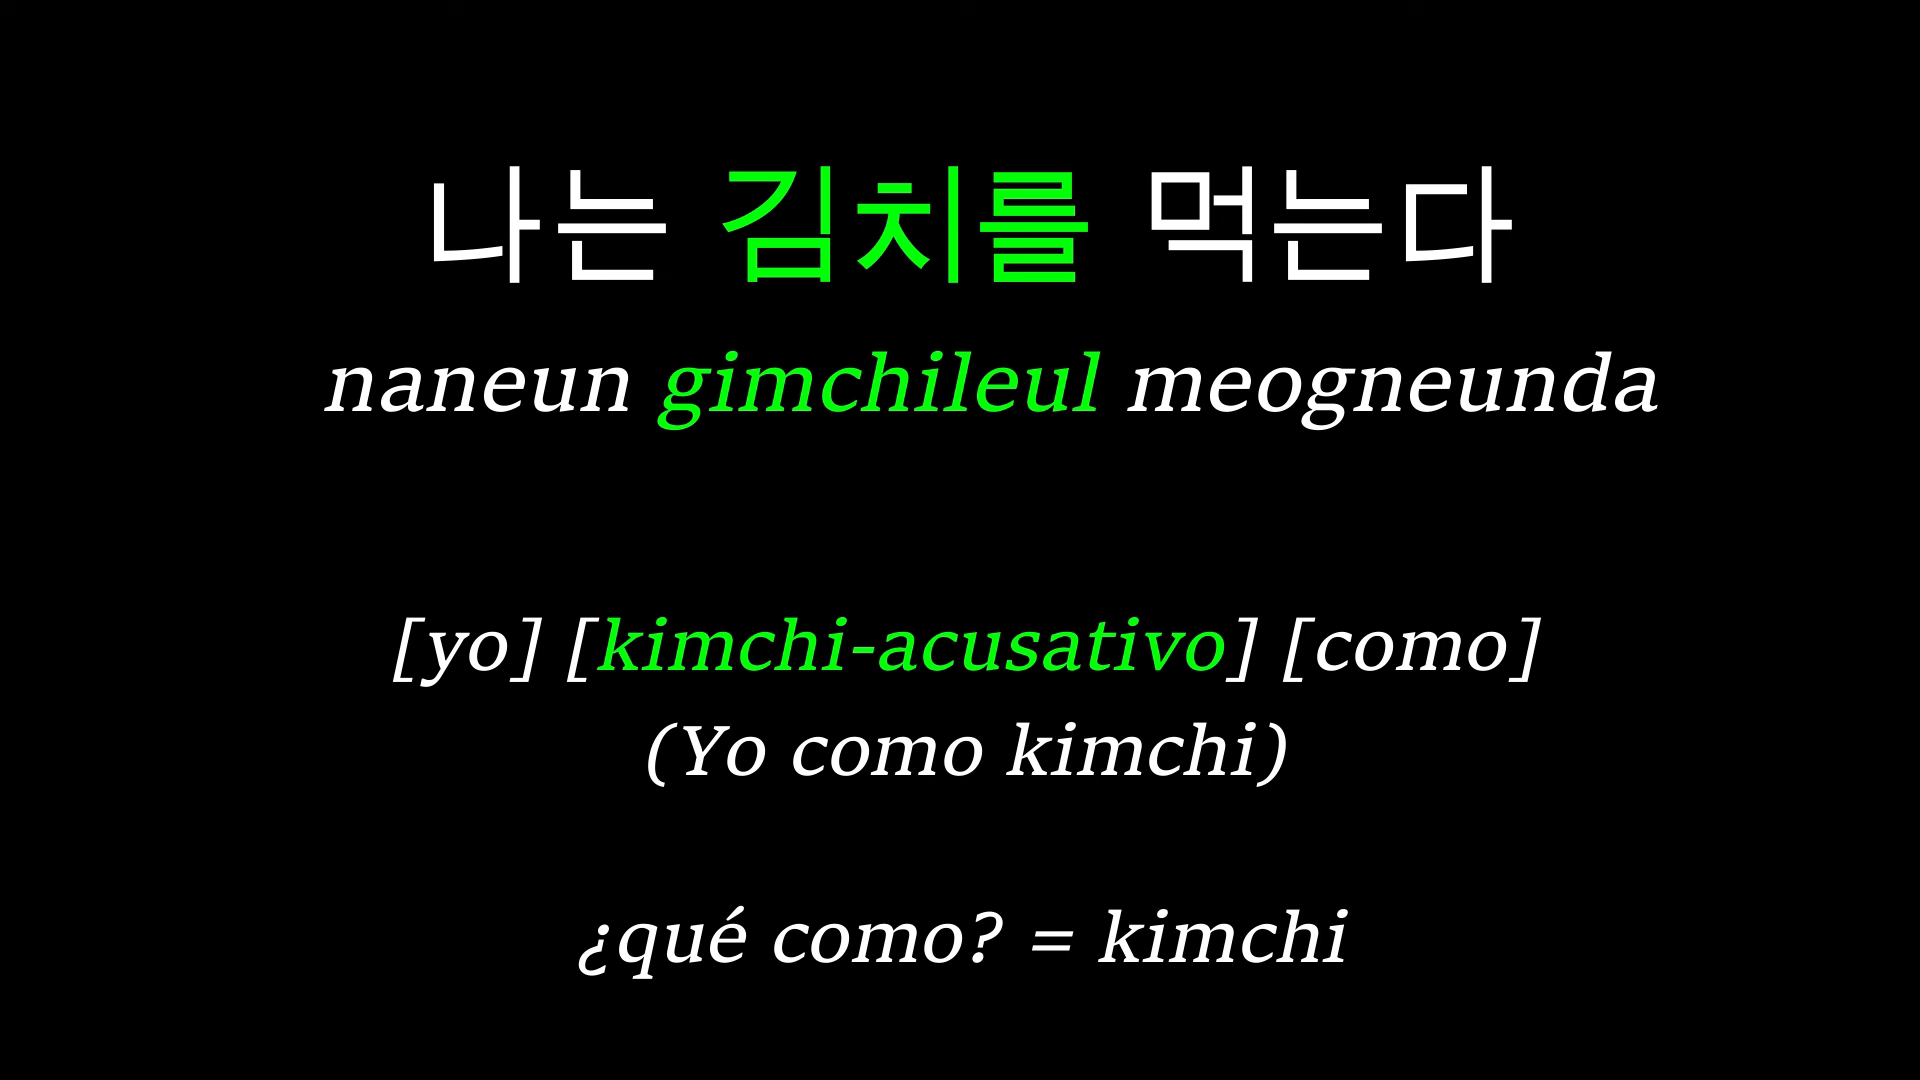 나는 김치를 먹는다
naneun gimchileul meogneunda
[yo] [kimchi-acusativo] [como]
(Yo como kimchi)
¿qué como? = kimchi